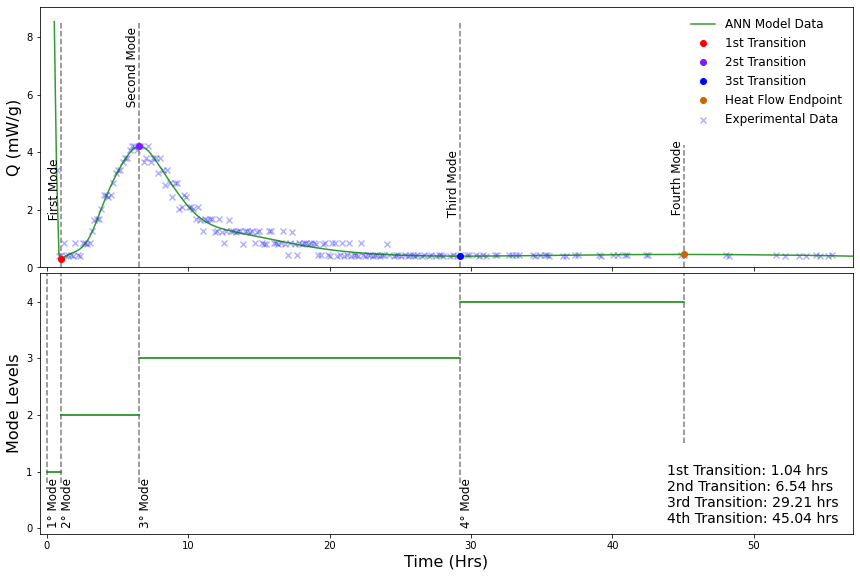 ANN Model Data
1st Transition
2st Transition
3st Transition
Heat Flow Endpoint
Experimental Data
Q (mW/g)
8
6
4
2
0
First Mode
Second Mode
Third Mode
Fourth Mode
Mode Levels
4
3
2
1
0
1° Mode
2° Mode
3° Mode
4° Mode
1st Transition: 1.04 hrs
2nd Transition: 6.54 hrs
3rd Transition: 29.21 hrs
4th Transition: 45.04 hrs
0 10 20 30 40 50
Time (Hrs)